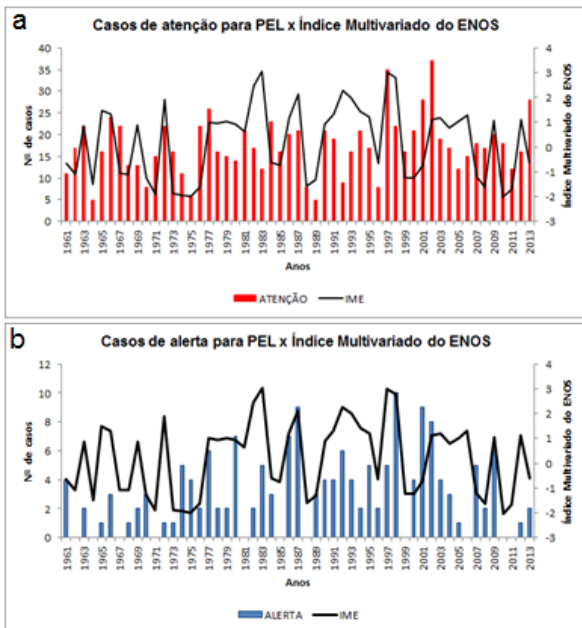 a
Casos de atenção para PEL x Índice Multivariado do ENOS
Nº de casos
40
35
30
25
20
15
10
5
0
4
3
2
1
0
-1
-2
-3
Índice Multivariado do ENOS
1961 1963 1965 1967 1969 1971 1973 1975 1977 1979 1981 1983 1985 1987 1989 1991 1993 1995 1997 1999 2001 2003 2005 2007 2009 2011 2013
Anos
ATENÇÃO IME
b
Casos de alerta para PEL x Índice Multivariado do ENOS
Nº de casos
12
10
8
6
4
2
0
4
3
2
1
0
-1
-2
-3
Índice Multivariado do ENOS
1961 1963 1965 1967 1969 1971 1973 1975 1977 1979 1981 1983 1985 1987 1989 1991 1993 1995 1997 1999 2001 2003 2005 2007 2009 2011 2013
Anos
ALERTA IME